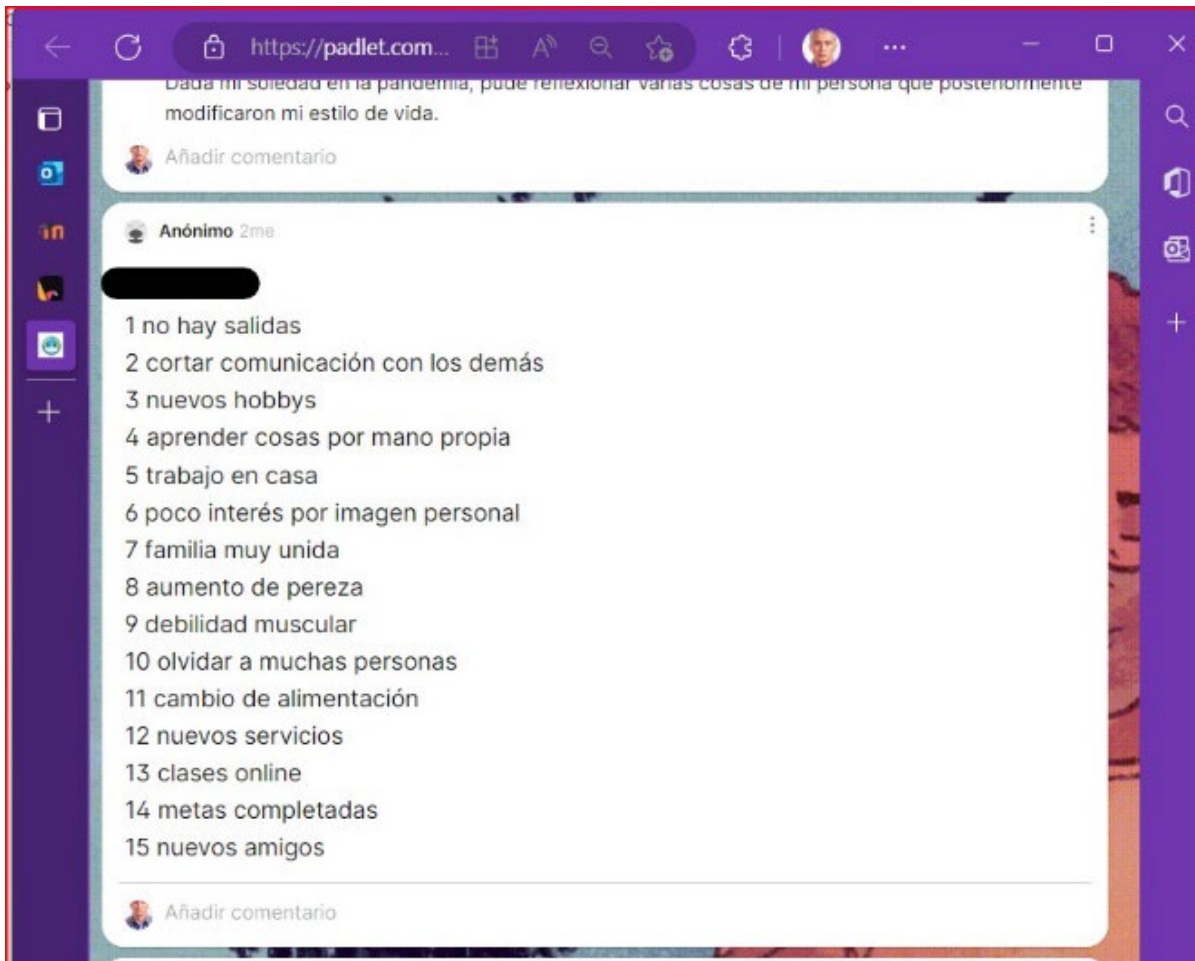 https://padlet.com...
Dada mi soledad en la pandemia, pude reflexionar varias cosas de mi persona que posteriormente
modificaron mi estilo de vida.
Añadir comentario
Anónimo 2me
1 no hay salidas
2 cortar comunicación con los demás
3 nuevos hobbys
4 aprender cosas por mano propia
5 trabajo en casa
6 poco interés por imagen personal
7 familia muy unida
8 aumento de pereza
9 debilidad muscular
10 olvidar a muchas personas
11 cambio de alimentación
12 nuevos servicios
13 clases online
14 metas completadas
15 nuevos amigos
Añadir comentario